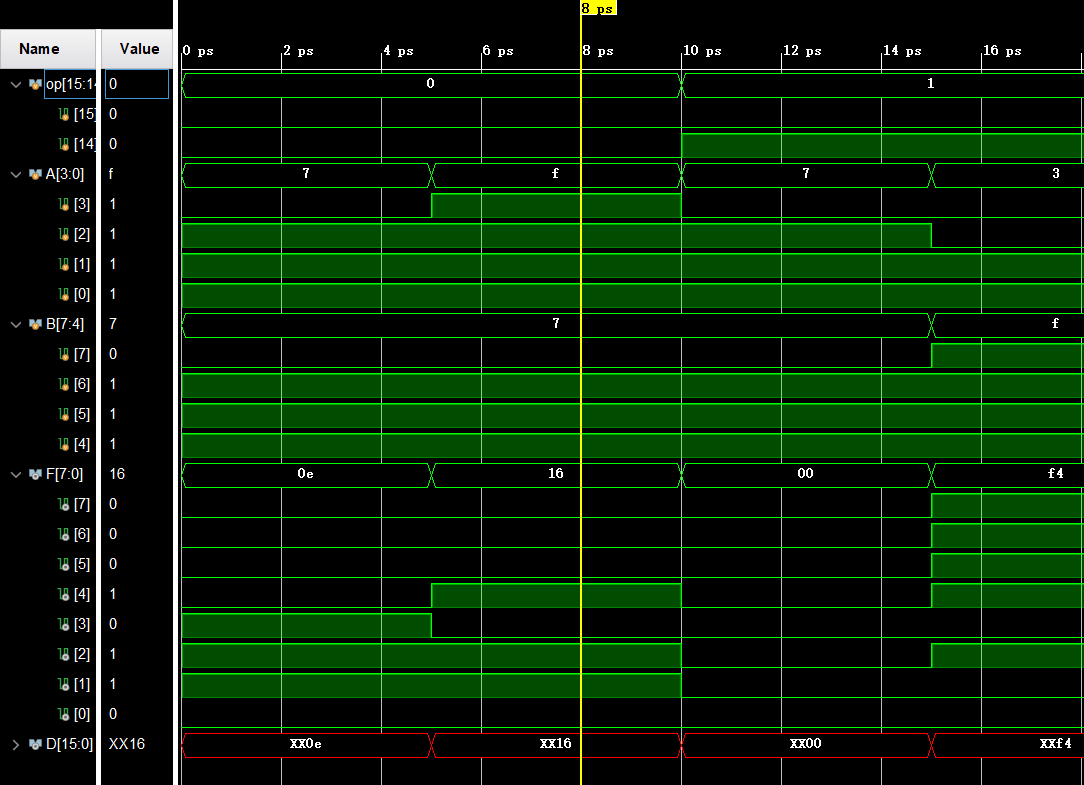 8 ps
Name Value
0 ps 2 ps 4 ps 6 ps 8 ps 10 ps 12 ps 14 ps 16 ps
op[15:14 0 0 1
[15] 0
[14] 0
A[3:0] f 7 f 7 3
[3] 1
[2] 1
[1] 1
[0] 1
B[7:4] 7 7 f
[7] 0
[6] 1
[5] 1
[4] 1
F[7:0] 16 0e 16 00 f4
[7] 0
[6] 0
[5] 0
[4] 1
[3] 0
[2] 1
[1] 1
[0] 0
D[15:0] XX16 XX0e XX16 XX00 XXf4